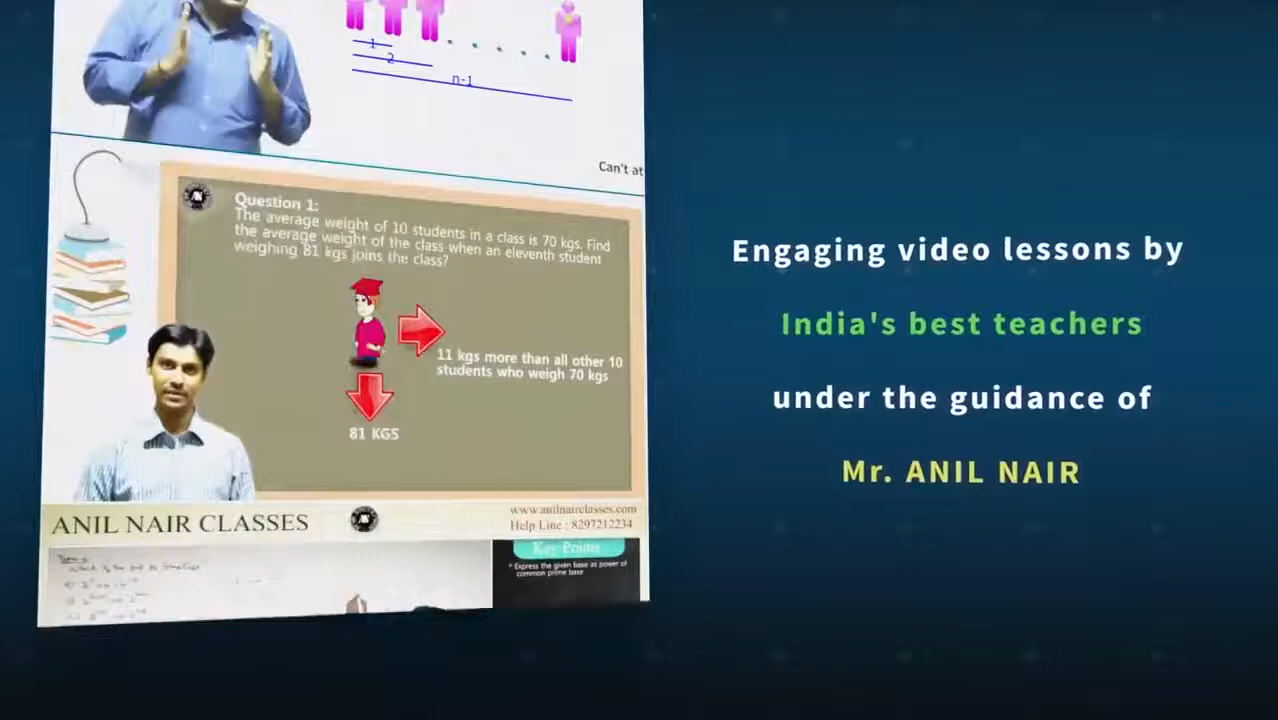 1
2
n-1
Can't at
Question 1:
The average weight of 10 students in a class is 70 kgs. Find
the average weight of the class when an eleventh student
weighing 81 kgs joins the class?
11 kgs more than all other 10
students who weigh 70 kgs
81 KGS
ANIL NAIR CLASSES
www.anilnairclasses.com
Help Line : 8297212234
Key Points
* Express the given base as power of
common prime base
Engaging video lessons by
India's best teachers
under the guidance of
Mr. ANIL NAIR